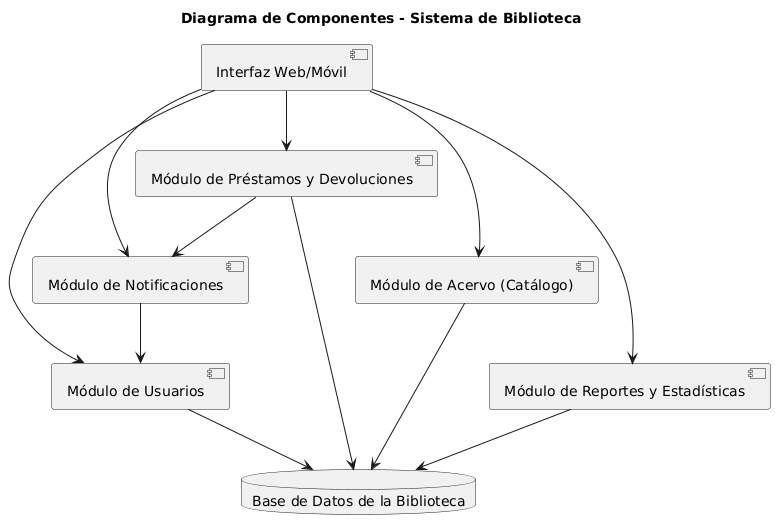 Diagrama de Componentes - Sistema de Biblioteca
Interfaz Web/Móvil
Módulo de Préstamos y Devoluciones
Módulo de Notificaciones
Módulo de Acervo (Catálogo)
Módulo de Usuarios
Módulo de Reportes y Estadísticas
Base de Datos de la Biblioteca